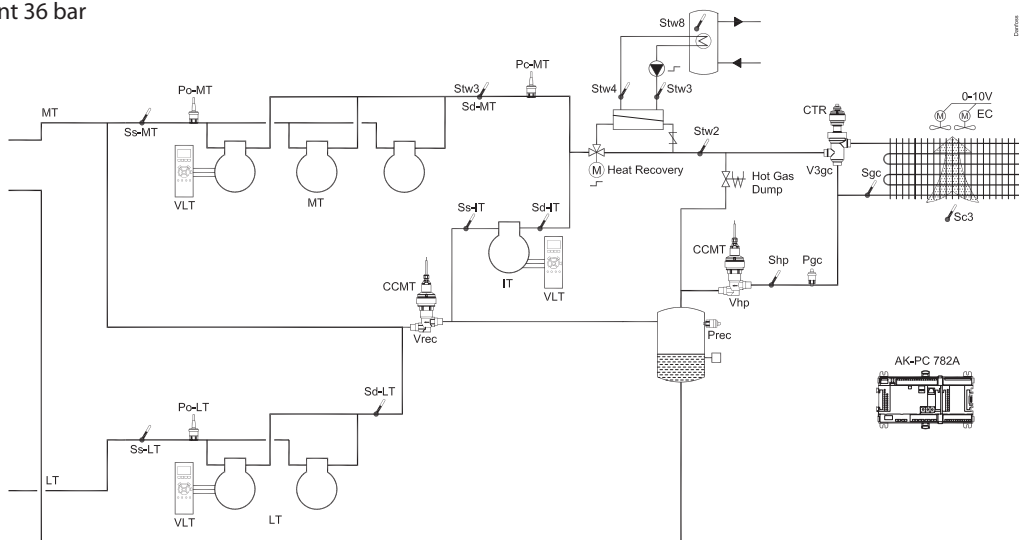 nt 36 bar
Danfoss
Stw8
Pc-MT
Po-MT
Stw3
Stw4
Stw3
0-10V
CTR
M
M
EC
MT
Sd-MT
Ss-MT
Stw2
M
Heat Recovery
V3gc
Hot Gas
Dump
Sgc
VLT
MT
Ss-IT
Sd-IT
Sc3
CCMT
CCMT
Shp
Pgc
IT
VLT
Vhp
Vrec
Prec
AK-PC 782A
Sd-LT
Po-LT
Ss-LT
LT
VLT
LT